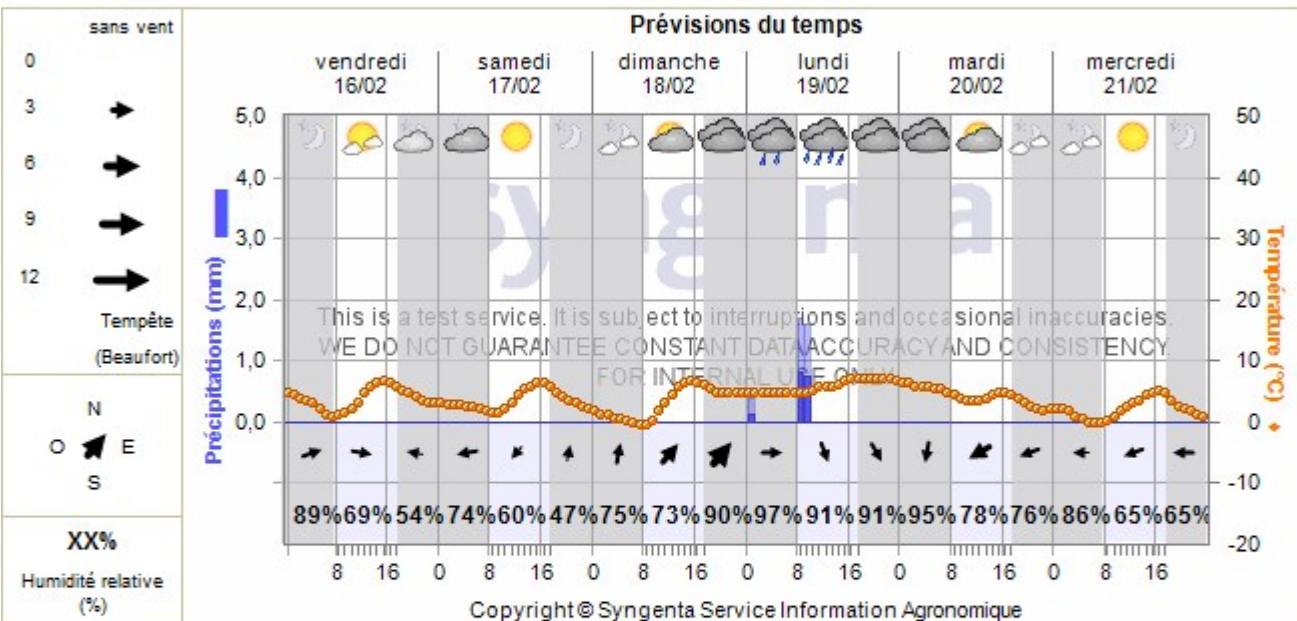 sans vent
0
3
6
9
12
Tempête
(Beaufort)
N
O E
S
XX%
Humidité relative
(%)
Prévisions du temps
vendredi samedi dimanche lundi mardi mercredi
16/02 17/02 18/02 19/02 20/02 21/02
Précipitations (mm)
5,0
4,0
3,0
2,0
1,0
0,0
syngenta
This is a test service. It is subject to interruptions and occasional inaccuracies.
WE DO NOT GUARANTEE CONSTANT DATA ACCURACY AND CONSISTENCY.
FOR INTERNAL USE ONLY
50
40
30
20
10
0
-10
-20
Température (°C)
89% 69% 54% 74% 60% 47% 75% 73% 90% 97% 91% 91% 95% 78% 76% 86% 65% 65%
8 16 0 8 16 0 8 16 0 8 16 0 8 16 0 8 16
Copyright © Syngenta Service Information Agronomique